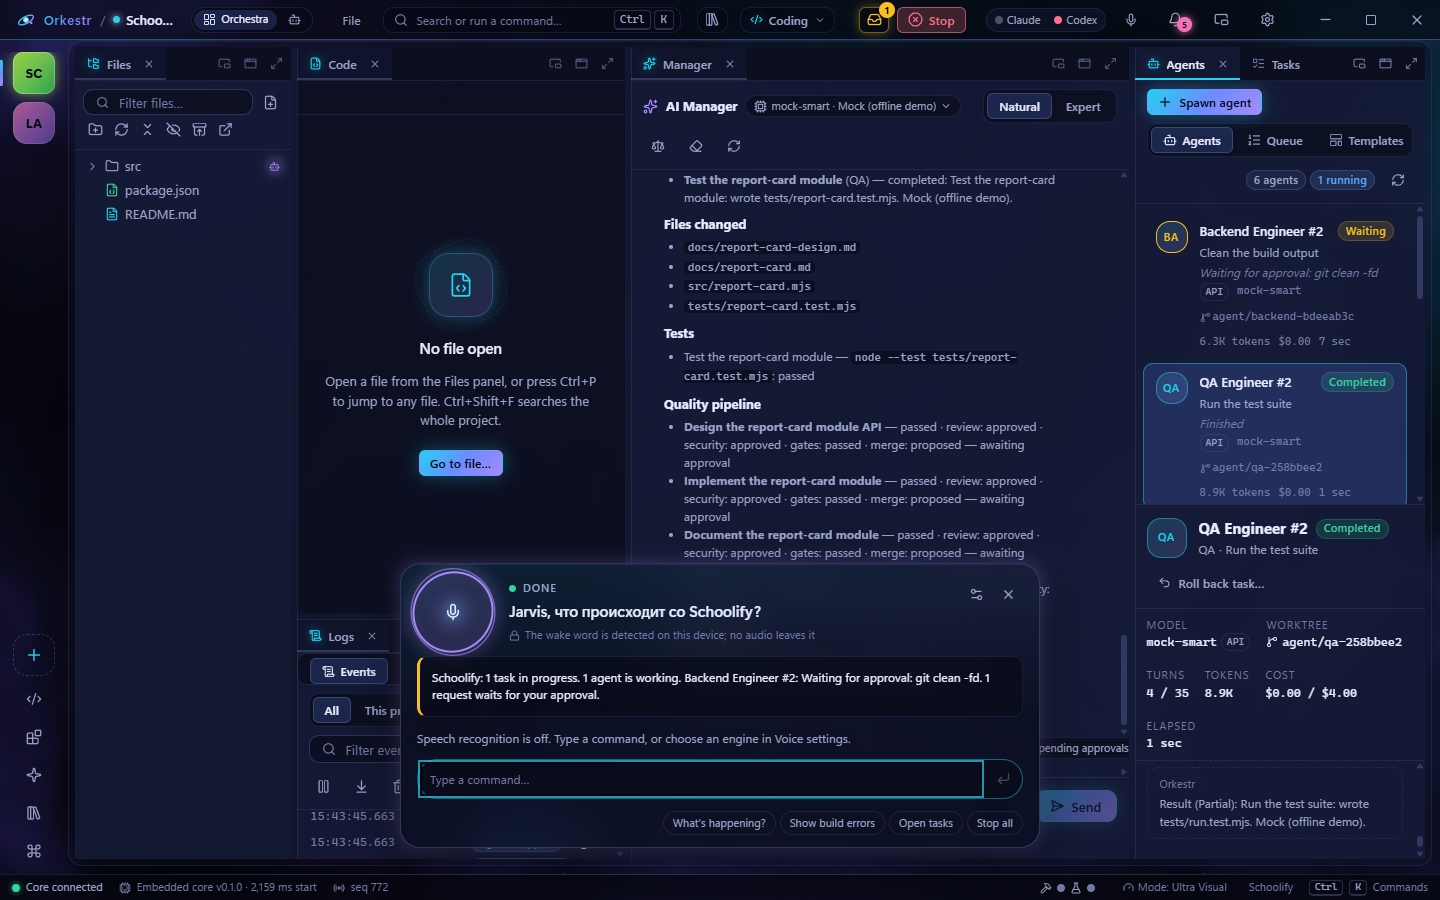 Orkestr / Schoo...
Orchestra
File
Search or run a command...
Ctrl K
Coding
1
Stop
Claude
Codex
5
SC
LA
Files
Filter files...
src
package.json
README.md
Code
No file open
Open a file from the Files panel, or press Ctrl+P
to jump to any file. Ctrl+Shift+F searches the
whole project.
Go to file...
Logs
Events
All
This pr
Filter ever
15:43:45.663
15:43:45.663
Manager
AI Manager
mock-smart · Mock (offline demo)
Natural
Expert
Test the report-card module (QA) — completed: Test the report-card
module: wrote tests/report-card.test.mjs. Mock (offline demo).
Files changed
docs/report-card-design.md
docs/report-card.md
src/report-card.mjs
tests/report-card.test.mjs
Tests
Test the report-card module — node --test tests/report-
card.test.mjs : passed
Quality pipeline
Design the report-card module API — passed · review: approved ·
security: approved · gates: passed · merge: proposed — awaiting
approval
Implement the report-card module — passed · review: approved ·
security: approved · gates: passed · merge: proposed — awaiting
approval
Document the report-card module — passed · review: approved ·
security: approved · gates: passed · merge: proposed — awaiting
ty:
pending approvals
Send
DONE
Jarvis, что происходит со Schoolify?
The wake word is detected on this device; no audio leaves it
Schoolify: 1 task in progress. 1 agent is working. Backend Engineer #2: Waiting for approval: git clean -fd. 1
request waits for your approval.
Speech recognition is off. Type a command, or choose an engine in Voice settings.
Type a command...
What's happening?
Show build errors
Open tasks
Stop all
Agents
Tasks
Spawn agent
Agents
Queue
Templates
6 agents
1 running
BA
Backend Engineer #2
Waiting
Clean the build output
Waiting for approval: git clean -fd
API mock-smart
agent/backend-bdeeab3c
6.3K tokens $0.00 7 sec
QA
QA Engineer #2
Completed
Run the test suite
Finished
API mock-smart
agent/qa-258bbee2
8.9K tokens $0.00 1 sec
QA
QA Engineer #2
Completed
QA · Run the test suite
Roll back task...
MODEL
WORKTREE
mock-smart API
agent/qa-258bbee2
TURNS
TOKENS
COST
4 / 35
8.9K
$0.00 / $4.00
ELAPSED
1 sec
Orkestr
Result (Partial): Run the test suite: wrote
tests/run.test.mjs. Mock (offline demo).
Core connected
Embedded core v0.1.0 · 2,159 ms start
seq 772
Mode: Ultra Visual
Schoolify
Ctrl K Commands